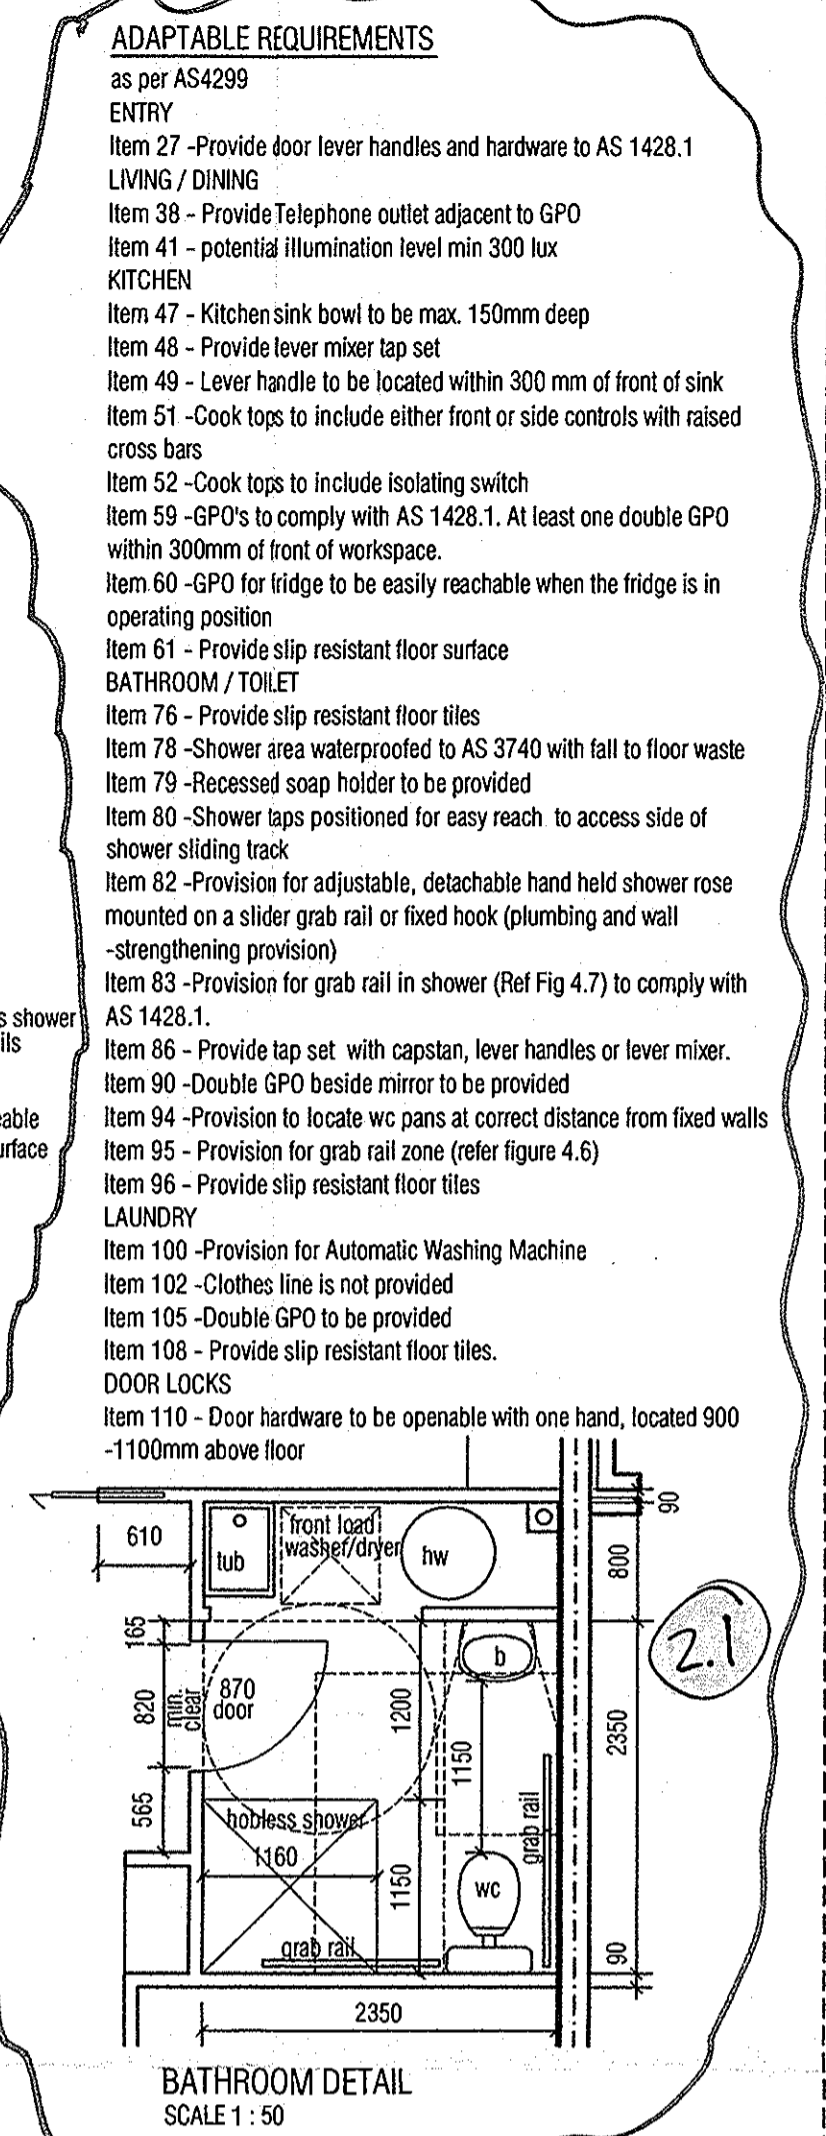 ADAPTABLE REQUIREMENTS
as per AS4299
ENTRY
Item 27 -Provide door lever handles and hardware to AS 1428.1
LIVING / DINING
Item 38 - Provide Telephone outlet adjacent to GPO
Item 41 - potential illumination level min 300 lux
KITCHEN
Item 47 - Kitchen sink bowl to be max. 150mm deep
Item 48 - Provide lever mixer tap set
Item 49 - Lever handle to be located within 300 mm of front of sink
Item 51 -Cook tops to include either front or side controls with raised
cross bars
Item 52 -Cook tops to include isolating switch
Item 59 -GPO's to comply with AS 1428.1. At least one double GPO
within 300mm of front of workspace.
Item 60 -GPO for fridge to be easily reachable when the fridge is in
operating position
Item 61 - Provide slip resistant floor surface
BATHROOM / TOILET
Item 76 - Provide slip resistant floor tiles
Item 78 -Shower area waterproofed to AS 3740 with fall to floor waste
Item 79 -Recessed soap holder to be provided
Item 80 -Shower taps positioned for easy reach to access side of
shower sliding track
Item 82 -Provision for adjustable, detachable hand held shower rose
mounted on a slider grab rail or fixed hook (plumbing and wall
-strengthening provision)
Item 83 -Provision for grab rail in shower (Ref Fig 4.7) to comply with
s shower
AS 1428.1.
ils
Item 86 - Provide tap set with capstan, lever handles or lever mixer.
Item 90 -Double GPO beside mirror to be provided
able
Item 94 -Provision to locate wc pans at correct distance from fixed walls
urface
Item 95 - Provision for grab rail zone (refer figure 4.6)
Item 96 - Provide slip resistant floor tiles
LAUNDRY
Item 100 -Provision for Automatic Washing Machine
Item 102 -Clothes line is not provided
Item 105 -Double GPO to be provided
Item 108 - Provide slip resistant floor tiles.
DOOR LOCKS
Item 110 - Door hardware to be openable with one hand, located 900
-1100mm above floor
90
610
front load
washer/dryer
tub
hw
800
165
2.1
b
820
min.
clear
870
door
1200
2350
1150
565
hobless shower
grab rail
1160
1150
wc
grab rail
90
2350
BATHROOM DETAIL
SCALE 1 : 50